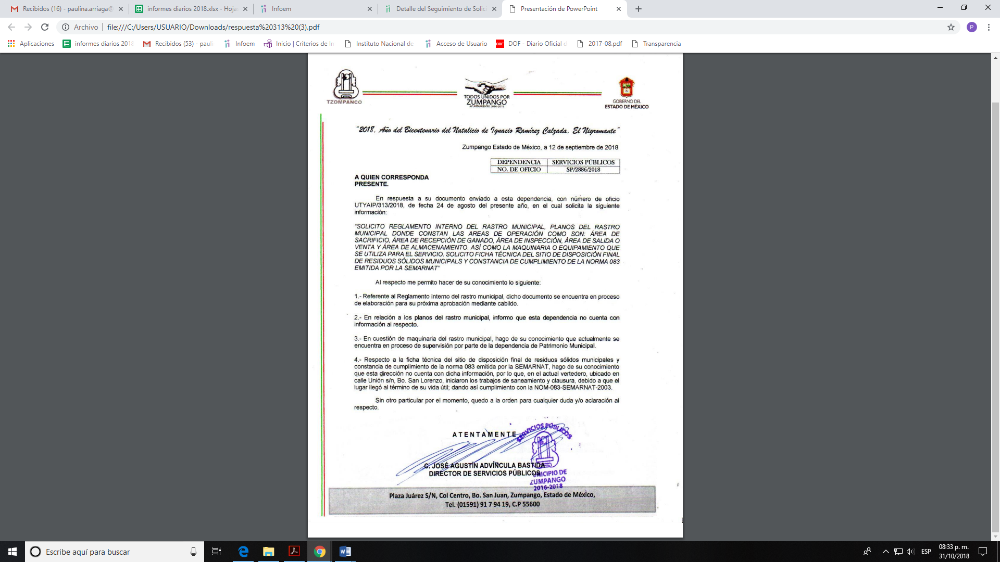 Recibidos (16) - paulina.arriaga@
informes diarios 2018.xlsx - Hoja
Infoem
Detalle del Seguimiento de Solici
Presentación de PowerPoint
Archivo
file:///C:/Users/USUARIO/Downloads/respuesta%20313%20(3).pdf
P
Aplicaciones
informes diarios 2018
Recibidos (53) - pauli
Infoem
Inicio | Criterios de In
Instituto Nacional de
Acceso de Usuario
DOF - Diario Oficial d
2017-08.pdf
Transparencia
TZOMPANCO
TODOS UNIDOS POR
ZUMPANGO
AYUNTAMIENTO 2016-2018
GOBIERNO DEL
ESTADO DE MÉXICO
"2018. Año del Bicentenario del Natalicio de Ignacio Ramírez Calzada, El Nigromante"
Zumpango Estado de México, a 12 de septiembre de 2018
DEPENDENCIA SERVICIOS PÚBLICOS
NO. DE OFICIO SP/2886/2018
A QUIEN CORRESPONDA
PRESENTE.
En respuesta a su documento enviado a esta dependencia, con número de oficio
UTYAIP/313/2018, de fecha 24 de agosto del presente año, en el cual solicita la siguiente
información:
"SOLICITO REGLAMENTO INTERNO DEL RASTRO MUNICIPAL, PLANOS DEL RASTRO
MUNICIPAL DONDE CONSTAN LAS AREAS DE OPERACIÓN COMO SON: ÁREA DE
SACRIFICIO, ÁREA DE RECEPCIÓN DE GANADO, ÁREA DE INSPECCIÓN, ÁREA DE SALIDA O
VENTA Y ÁREA DE ALMACENAMIENTO. ASÍ COMO LA MAQUINARIA O EQUIPAMIENTO QUE
SE UTILIZA PARA EL SERVICIO. SOLICITO FICHA TÉCNICA DEL SITIO DE DISPOSICIÓN FINAL
DE RESIDUOS SÓLIDOS MUNICIPALS Y CONSTANCIA DE CUMPLIMIENTO DE LA NORMA 083
EMITIDA POR LA SEMARNAT"
Al respecto me permito hacer de su conocimiento lo siguiente:
1.- Referente al Reglamento Interno del rastro municipal, dicho documento se encuentra en proceso
de elaboración para su próxima aprobación mediante cabildo.
2.- En relación a los planos del rastro municipal, informo que esta dependencia no cuenta con
información al respecto.
3.- En cuestión de maquinaria del rastro municipal, hago de su conocimiento que actualmente se
encuentra en proceso de supervisión por parte de la dependencia de Patrimonio Municipal.
4.- Respecto a la ficha técnica del sitio de disposición final de residuos sólidos municipales y
constancia de cumplimiento de la norma 083 emitida por la SEMARNAT, hago de su conocimiento
que esta dirección no cuenta con dicha información, por lo que, en el actual vertedero, ubicado en
calle Unión s/n, Bo. San Lorenzo, iniciaron los trabajos de saneamiento y clausura, debido a que el
lugar llegó al término de su vida útil; dando así cumplimiento con la NOM-083-SEMARNAT-2003.
Sin otro particular por el momento, quedo a la orden para cualquier duda y/o aclaración al
respecto.
ATENTAMENTE
SERVICIOS PÚBLICOS
C. JOSÉ AGUSTÍN ADVÍNCULA BASTIDA
DIRECTOR DE SERVICIOS PÚBLICOS
MUNICIPIO DE
ZUMPANGO
2016-2018
Plaza Juárez S/N, Col Centro, Bo. San Juan, Zumpango, Estado de México,
Tel. (01591) 91 7 94 19, C.P 55600
Escribe aquí para buscar
ESP
08:33 p. m.
31/10/2018